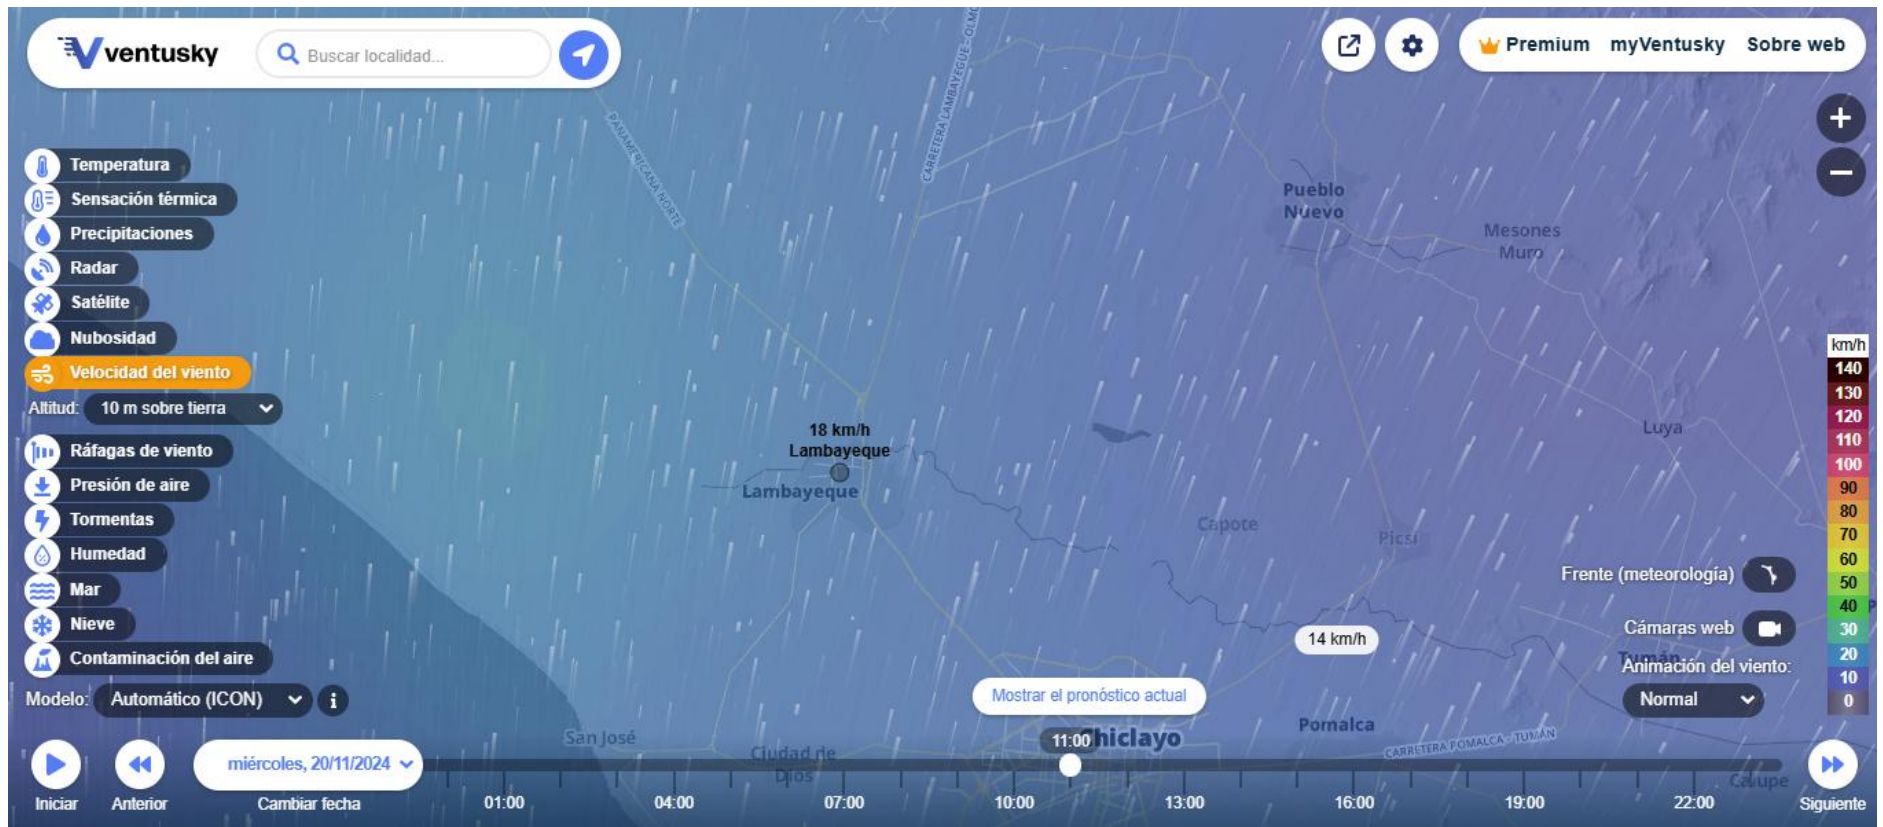 ventusky
Buscar localidad...
Premium
myVentusky
Sobre web
PANAMERICANA NORTE
CARRETERA LAMBAYEQUE - OLMO
Temperatura
Sensación térmica
Precipitaciones
Radar
Satélite
Nubosidad
Velocidad del viento
Altitud: 10 m sobre tierra
Ráfagas de viento
Presión de aire
Tormentas
Humedad
Mar
Nieve
Contaminación del aire
Modelo: Automático (ICON)
i
Pueblo
Nuevo
Mesones
Muro
Luya
18 km/h
Lambayeque
Lambayeque
Capote
Picsi
14 km/h
km/h
140
130
120
110
100
90
80
70
60
50
40
30
20
10
0
Frente (meteorología)
Cámaras web
Tumán
Animación del viento:
Normal
Mostrar el pronóstico actual
San José
Ciudad de
Dios
Chiclayo
Pomalca
CARRETERA POMALCA - TUMÁN
11:00
Iniciar
Anterior
miércoles, 20/11/2024
Cambiar fecha
01:00
04:00
07:00
10:00
13:00
16:00
19:00
22:00
Siguiente